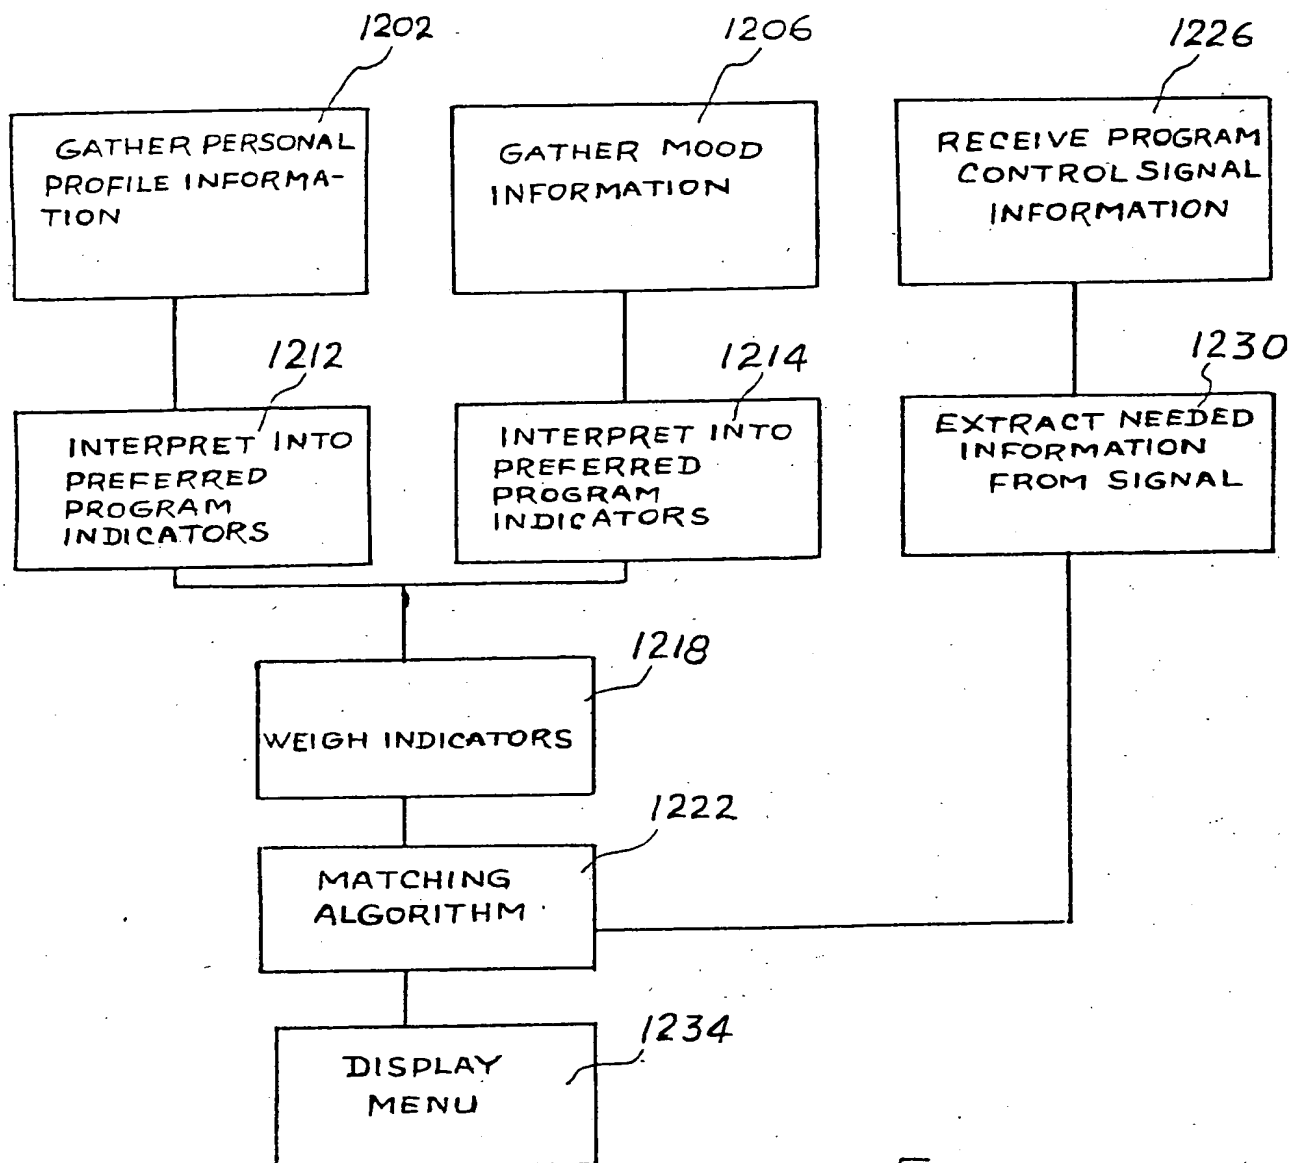 1202
1206
1226
GATHER PERSONAL
PROFILE INFORMA-
TION
GATHER MOOD
INFORMATION
RECEIVE PROGRAM
CONTROL SIGNAL
INFORMATION
1212
1214
1230
INTERPRET INTO
PREFERRED
PROGRAM
INDICATORS
INTERPRET INTO
PREFERRED
PROGRAM
INDICATORS
EXTRACT NEEDED
INFORMATION
FROM SIGNAL
1218
WEIGH INDICATORS
1222
MATCHING
ALGORITHM
1234
DISPLAY
MENU